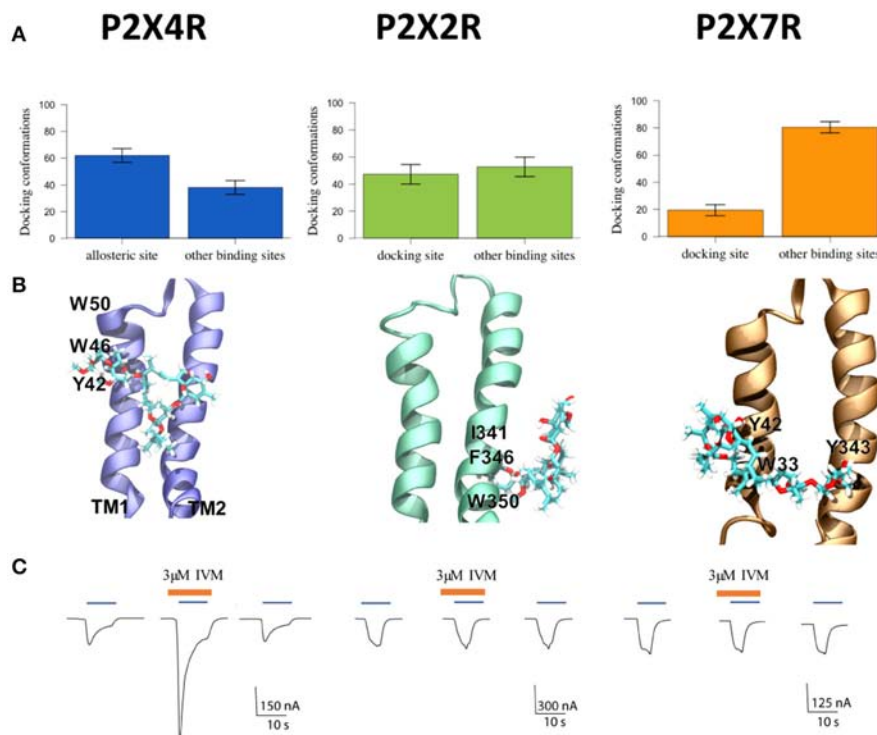 P2X4R P2X2R P2X7R
A
100
80
60
40
20
0
Docking conformations
allosteric site other binding sites
100
80
60
40
20
0
Docking conformations
docking site other binding sites
100
80
60
40
20
0
Docking conformations
docking site other binding sites
B
W50
W46
Y42
TM1 TM2
I341
F346
W350
Y42
W33
Y343
C
3µM IVM
150 nA
10 s
3µM IVM
300 nA
10 s
3µM IVM
125 nA
10 s